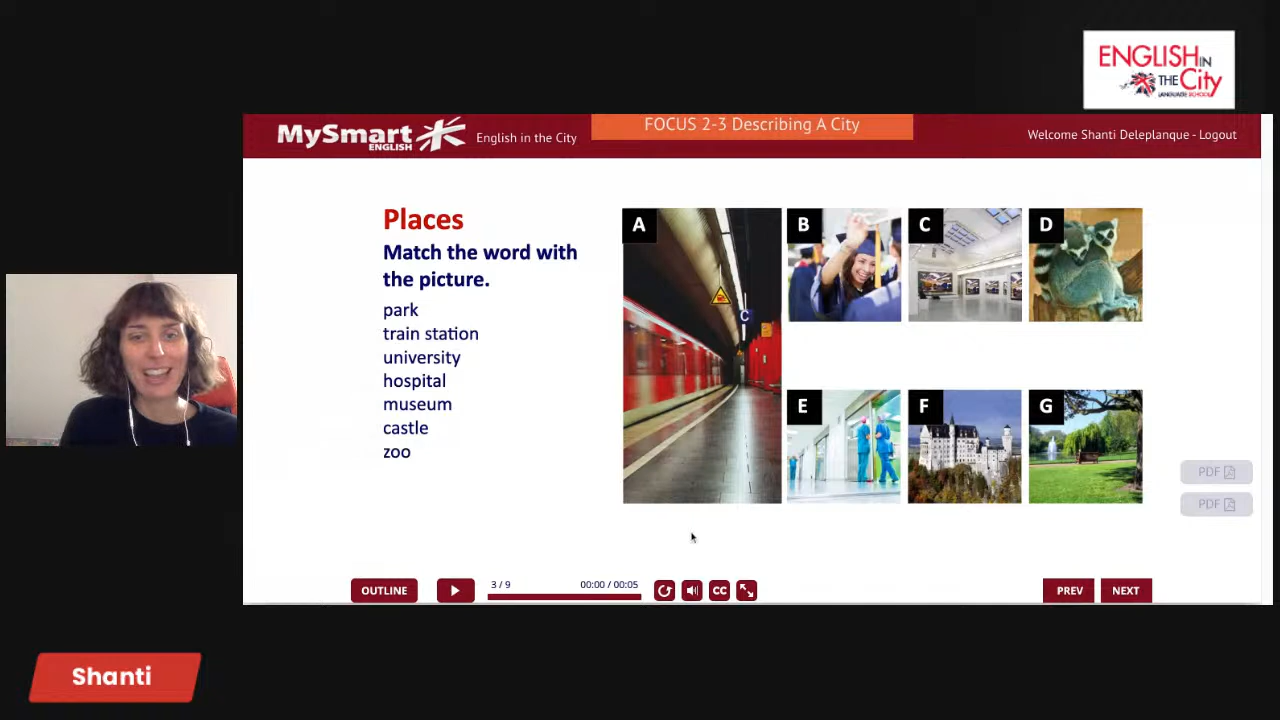 ENGLISH IN
THE City
LANGUAGE SCHOOL
MySmart
ENGLISH
English in the City
FOCUS 2-3 Describing A City
Welcome Shanti Deleplanque - Logout
Places
Match the word with
the picture.
park
train station
university
hospital
museum
castle
zoo
A
B
C
D
C
E
F
G
PDF
PDF
OUTLINE
3 / 9
00:00 / 00:05
CC
PREV
NEXT
Shanti